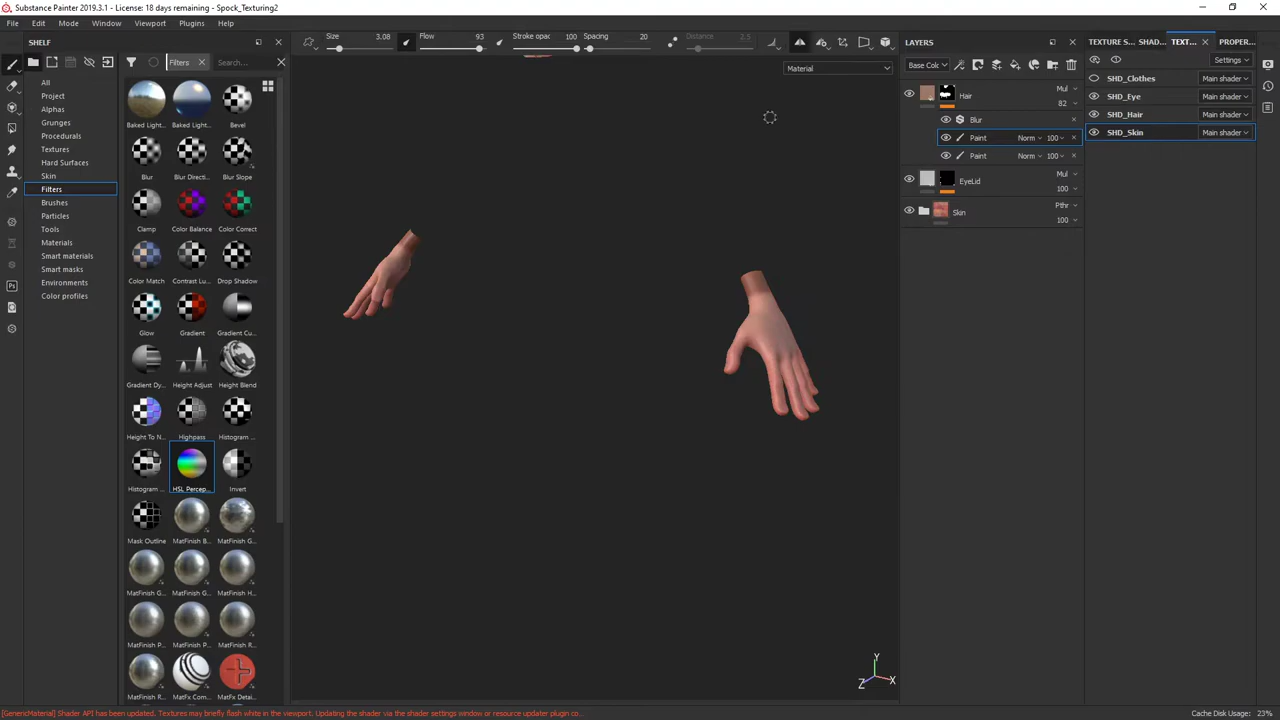 Substance Painter 2019.3.1 - License: 18 days remaining - Spock_Texturing2
File Edit Mode Window Viewport Plugins Help
SHELF
Size 3.08 Flow 93 Stroke opa 100 Spacing 20 Distance 2.5
LAYERS
TEXTURE S... SHAD... TEXT... PROPER...
Filters Search...
Material
Base Colo
Settings
All
Project
Alphas
Grunges
Procedurals
Textures
Hard Surfaces
Skin
Filters
Brushes
Particles
Tools
Materials
Smart materials
Smart masks
Environments
Color profiles
Baked Light... Baked Light... Bevel
Blur Blur Directi... Blur Slope
Clamp Color Balance Color Correct
Color Match Contrast Lu... Drop Shadow
Glow Gradient Gradient Cu...
Gradient Dy... Height Adjust Height Blend
Height To N... Highpass Histogram ...
Histogram ... HSL Percep... Invert
Mask Outline MatFinish B... MatFinish G...
MatFinish G... MatFinish G... MatFinish H...
MatFinish P... MatFinish P... MatFinish R...
MatFinish R... MatFx Comp... MatFx Detai...
Hair Mul 82
Blur
Paint Norm 100
Paint Norm 100
EyeLid Mul 100
Skin Pthr 100
SHD_Clothes Main shader
SHD_Eye Main shader
SHD_Hair Main shader
SHD_Skin Main shader
Y
Z X
[GenericMaterial] Shader API has been updated. Textures may briefly flash white in the viewport. Updating the shader via the shader settings window or resource updater plugin co...
Cache Disk Usage: 23%